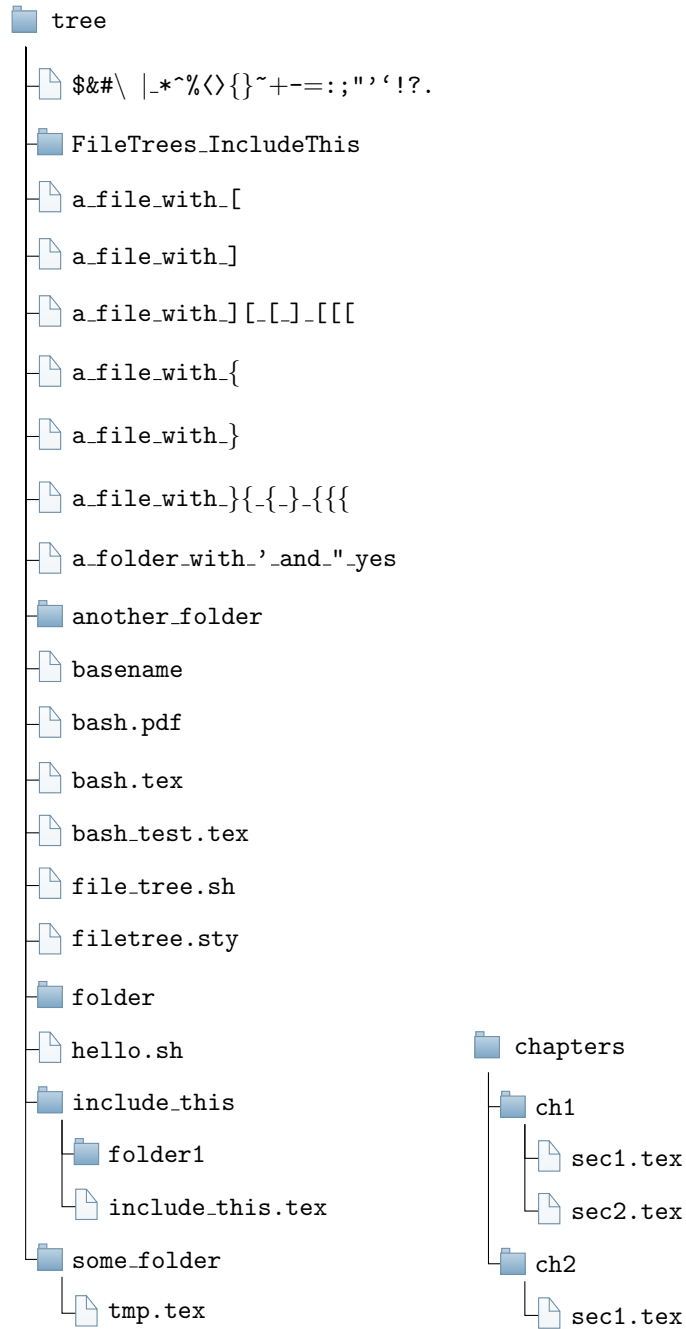 tree
$&#\ |_*^%<>{}~+-=:;"'`!?.
FileTrees_IncludeThis
a_file_with_[
a_file_with_]
a_file_with_][_[_]_[[[
a_file_with_{
a_file_with_}
a_file_with_}{_{_}_{{{
a_folder_with_'_and_"_yes
another_folder
basename
bash.pdf
bash.tex
bash_test.tex
file_tree.sh
filetree.sty
folder
hello.sh
include_this
folder1
include_this.tex
some_folder
tmp.tex
chapters
ch1
sec1.tex
sec2.tex
ch2
sec1.tex